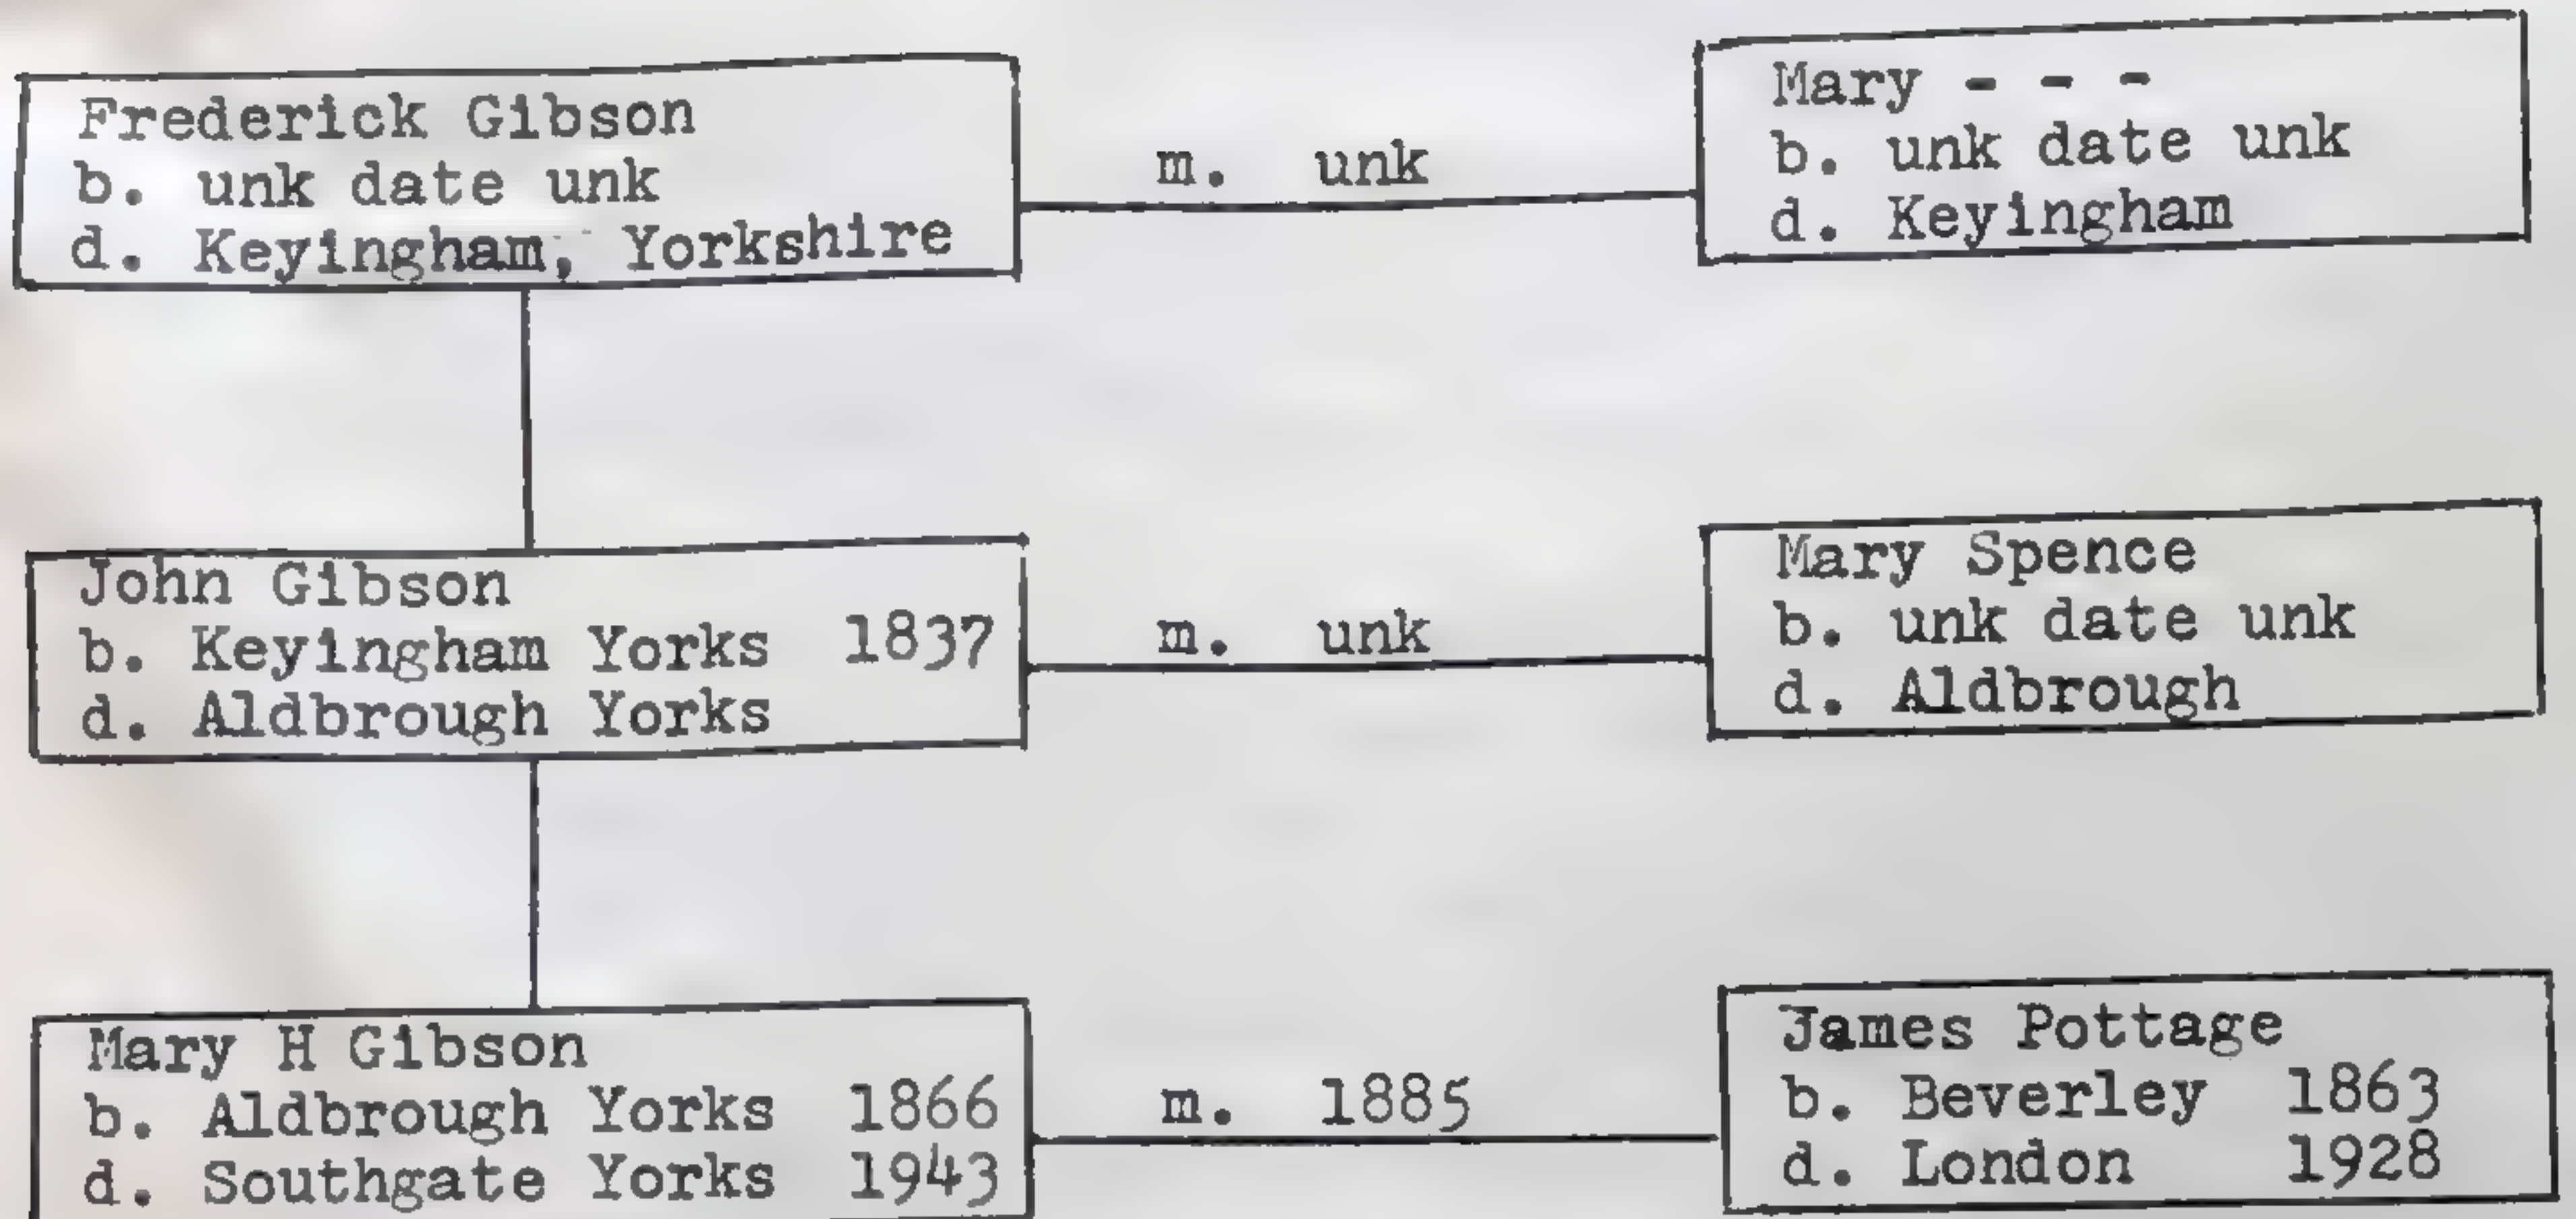 Frederick Gibson
b. unk date unk
d. Keyingham, Yorkshire
m. unk
Mary - - -
b. unk date unk
d. Keyingham
John Gibson
b. Keyingham Yorks 1837
d. Aldbrough Yorks
m. unk
Mary Spence
b. unk date unk
d. Aldbrough
Mary H Gibson
b. Aldbrough Yorks 1866
d. Southgate Yorks 1943
m. 1885
James Pottage
b. Beverley 1863
d. London 1928